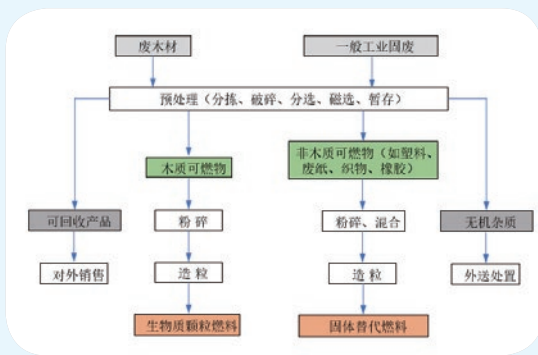 废木材
一般工业固废
预处理（分拣、破碎、分选、磁选、暂存）
木质可燃物
非木质可燃物（如塑料、
废纸、织物、橡胶）
可回收产品
粉碎
粉碎、混合
无机杂质
对外销售
造粒
造粒
外送处置
生物质颗粒燃料
固体替代燃料